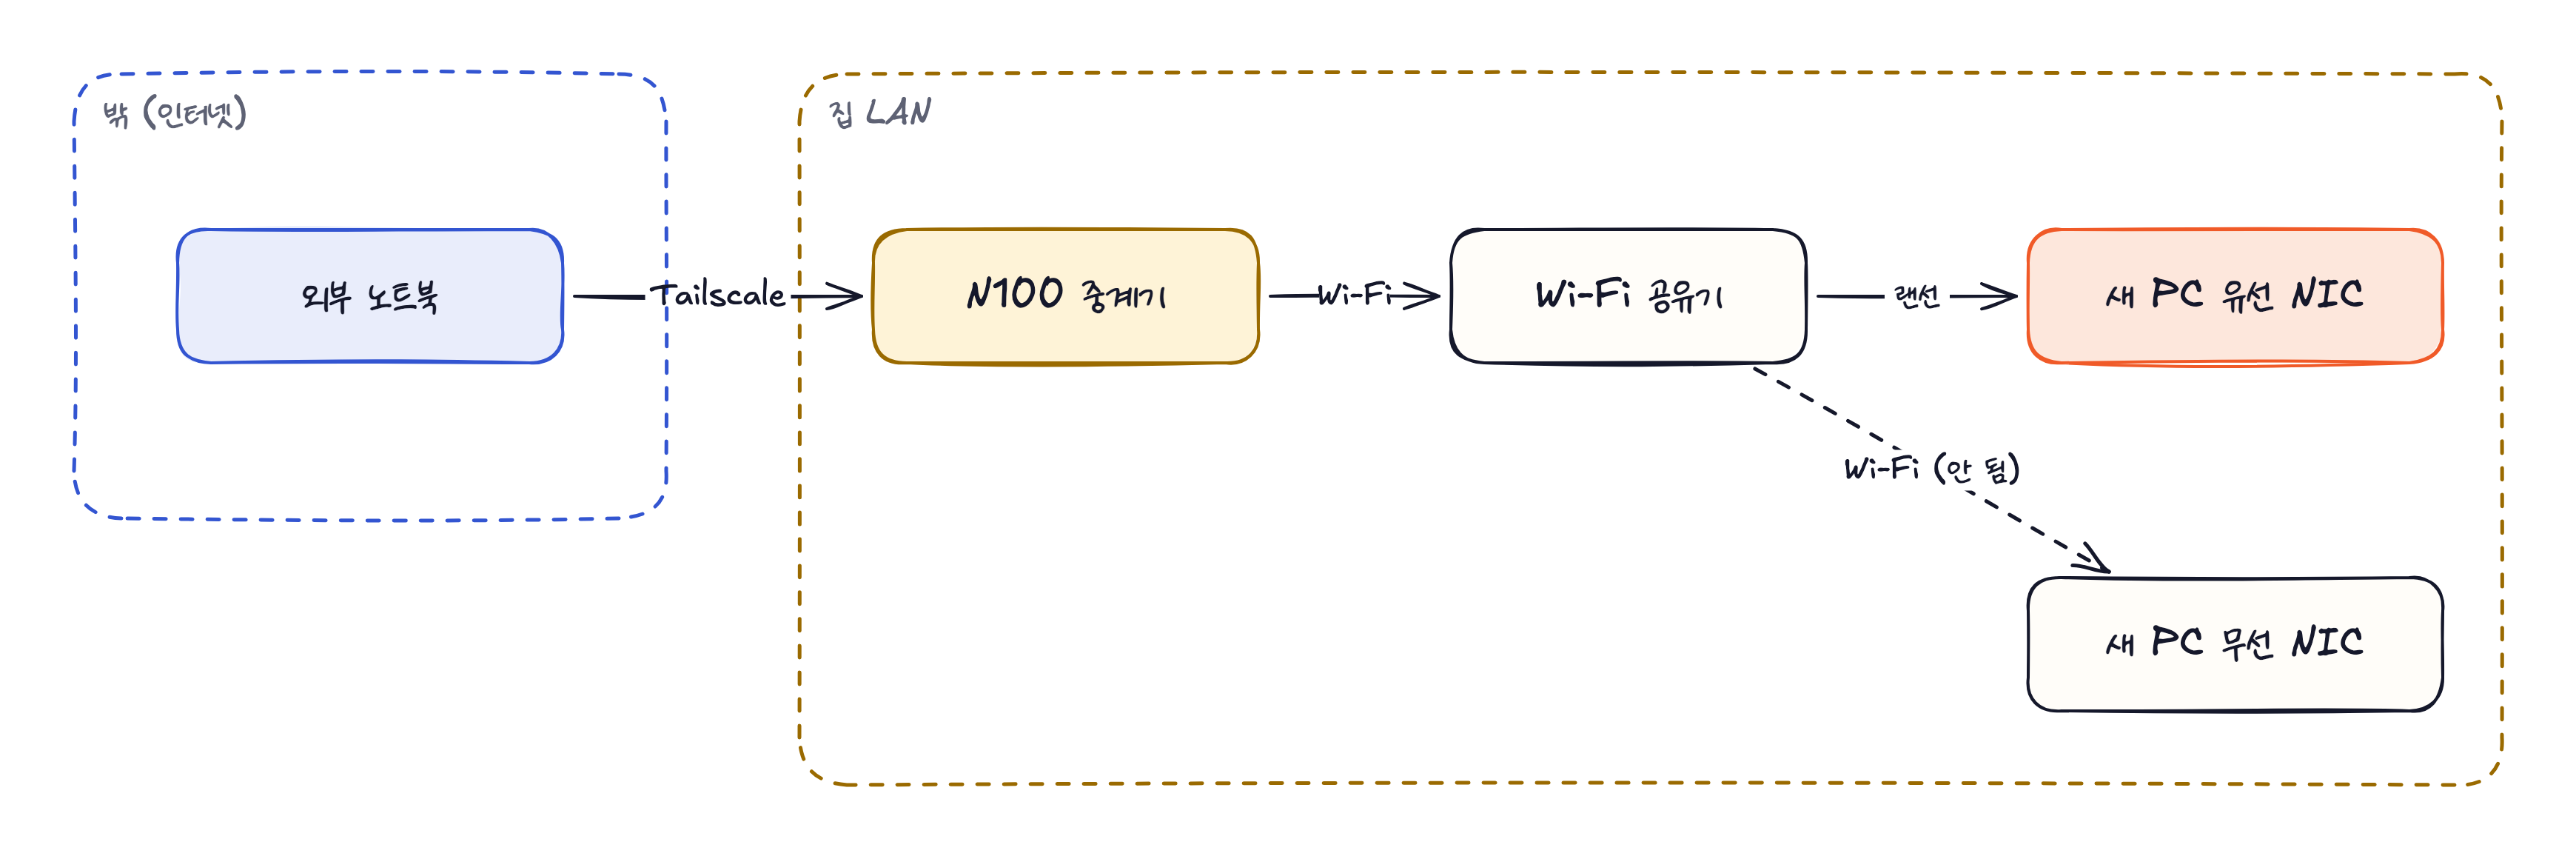 밖 (인터넷)
집 LAN
외부 노트북
Tailscale
N100 중계기
Wi-Fi
Wi-Fi 공유기
랜선
새 PC 유선 NIC
Wi-Fi (안 됨)
새 PC 무선 NIC